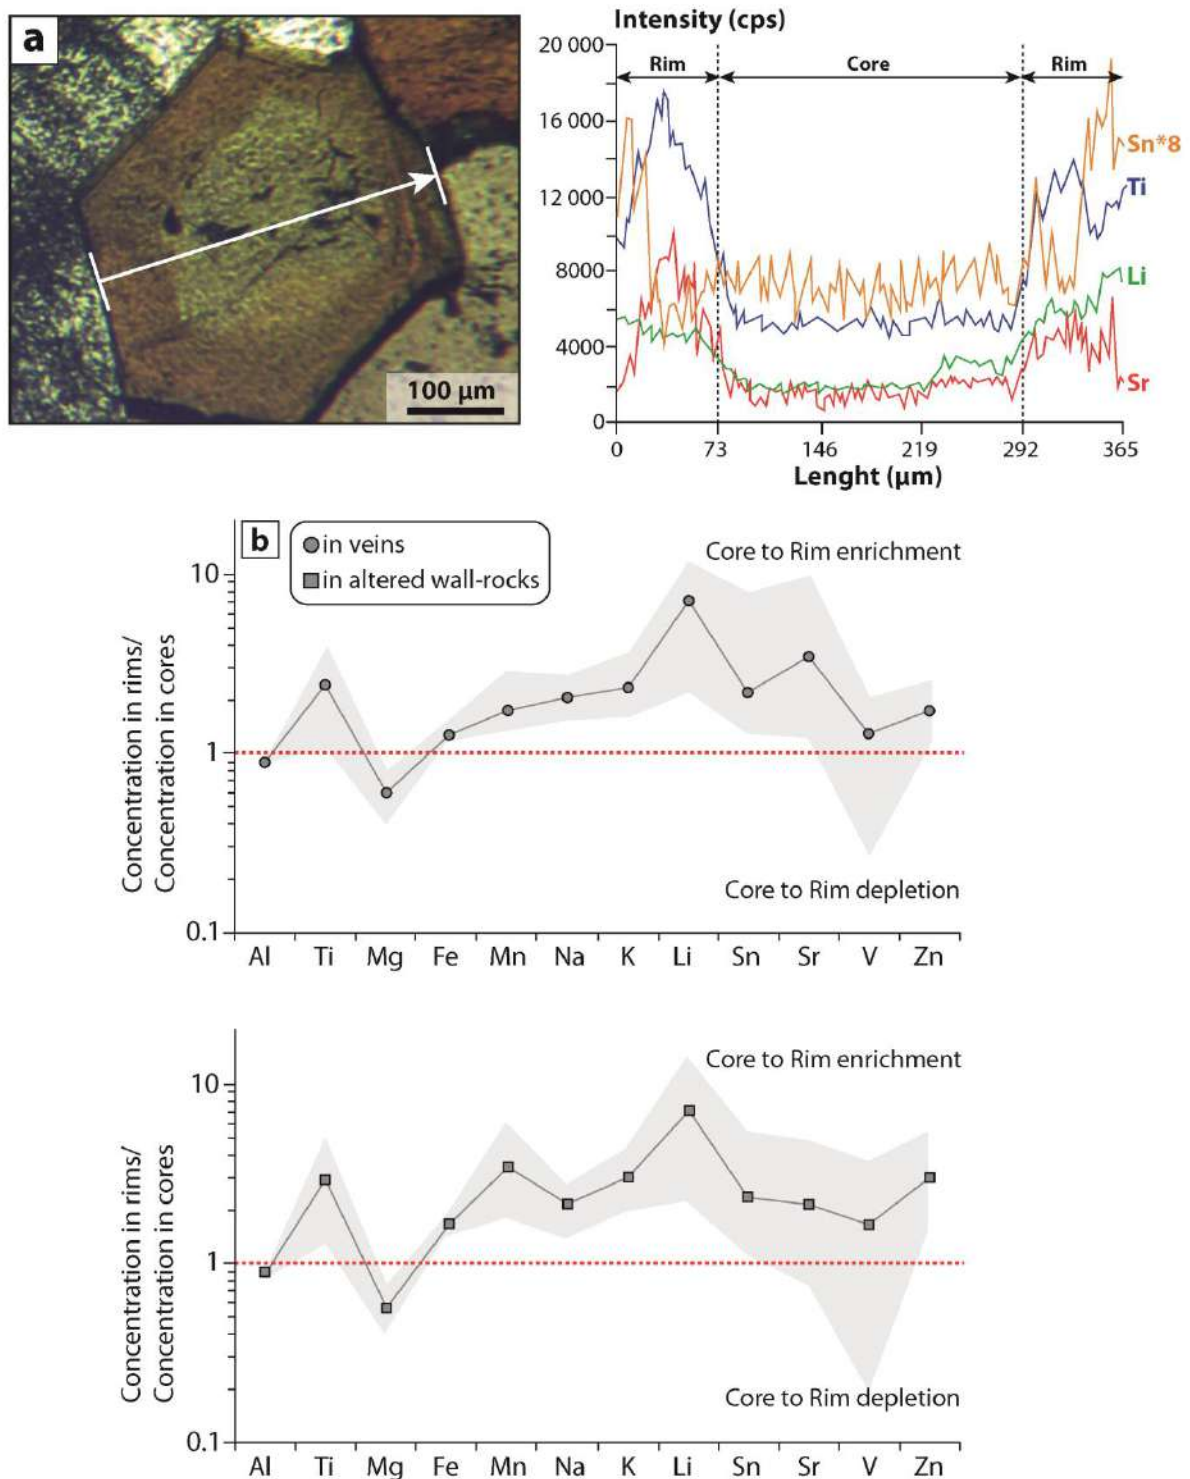 a
100 µm
Intensity (cps)
20 000
16 000
12 000
8000
4000
0
Rim
Core
Rim
Sn*8
Ti
Li
Sr
0 73 146 219 292 365
Lenght (µm)
b
in veins
in altered wall-rocks
Core to Rim enrichment
Concentration in rims/
Concentration in cores
10
1
0.1
Core to Rim depletion
Al Ti Mg Fe Mn Na K Li Sn Sr V Zn
Core to Rim enrichment
Concentration in rims/
Concentration in cores
10
1
0.1
Core to Rim depletion
Al Ti Mg Fe Mn Na K Li Sn Sr V Zn